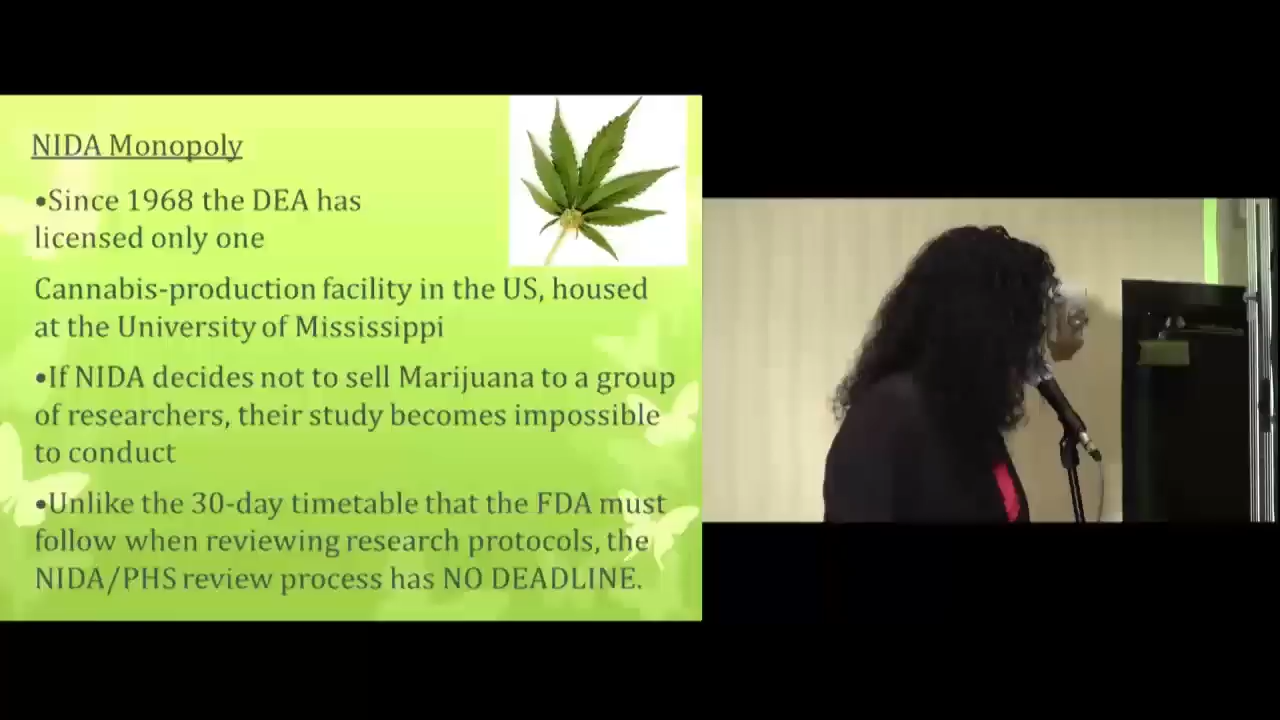 NIDA Monopoly
•Since 1968 the DEA has
licensed only one
Cannabis-production facility in the US, housed
at the University of Mississippi
•If NIDA decides not to sell Marijuana to a group
of researchers, their study becomes impossible
to conduct
•Unlike the 30-day timetable that the FDA must
follow when reviewing research protocols, the
NIDA/PHS review process has NO DEADLINE.